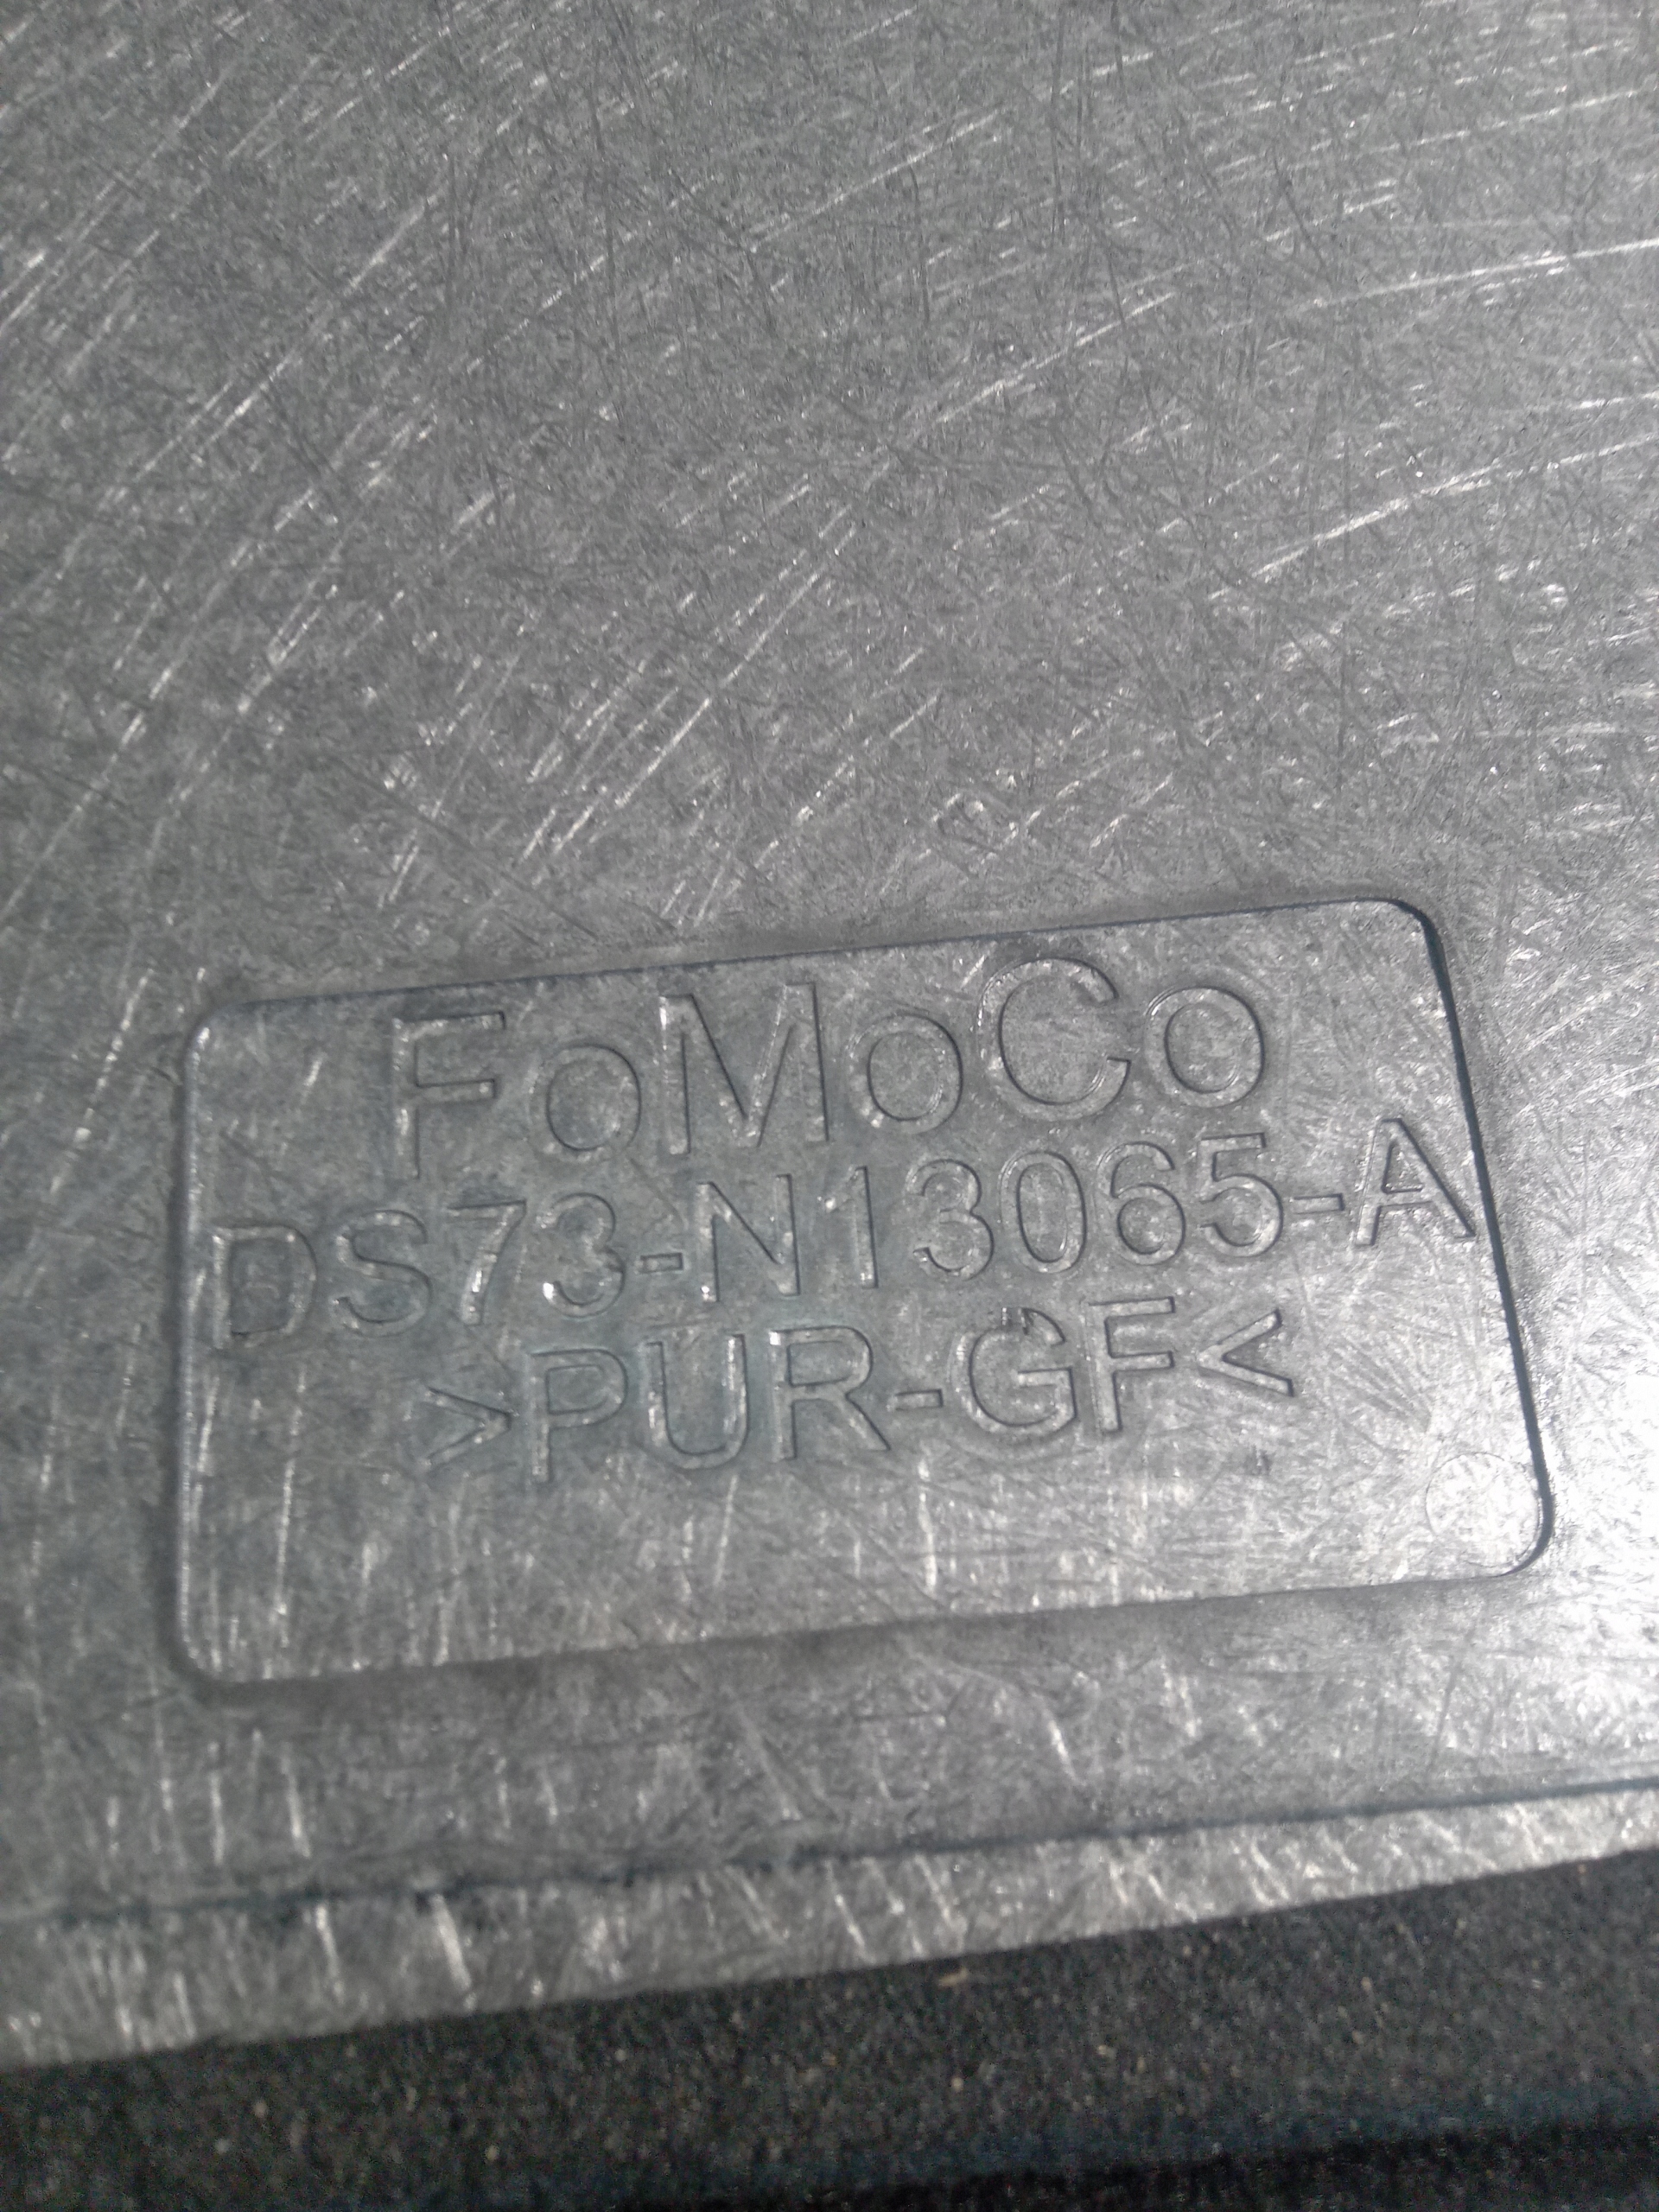 FoMoCo
DS73-N13065-A
>PUR-GF<